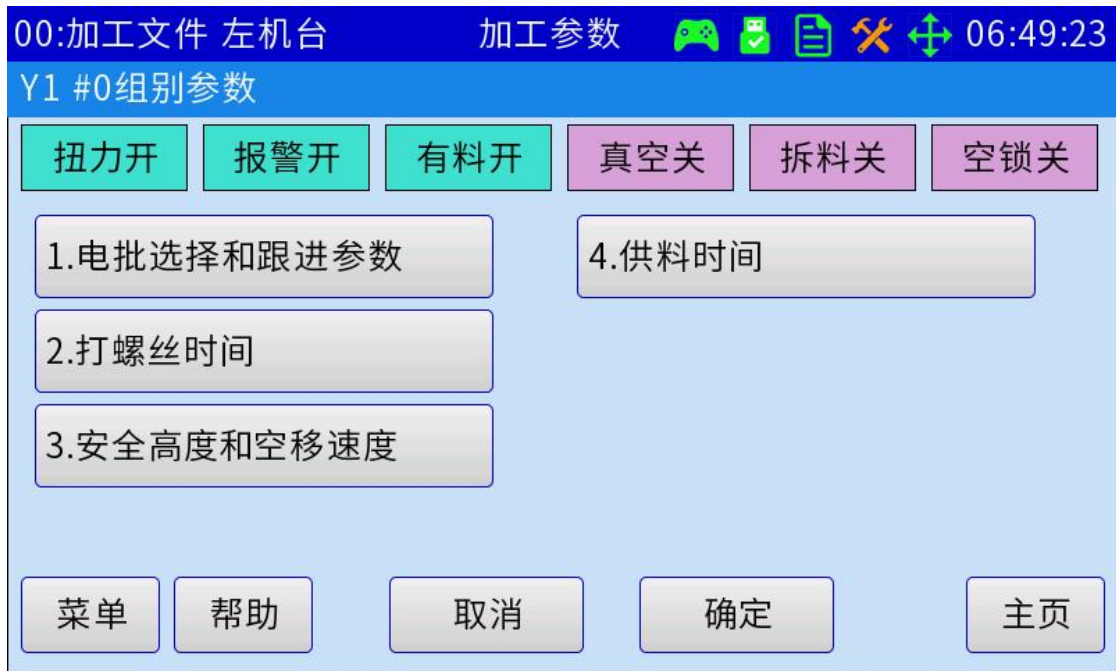 00:加工文件 左机台 加工参数 06:49:23
Y1 #0组别参数
扭力开 报警开 有料开 真空关 拆料关 空锁关
1.电批选择和跟进参数 4.供料时间
2.打螺丝时间
3.安全高度和空移速度
菜单 帮助 取消 确定 主页